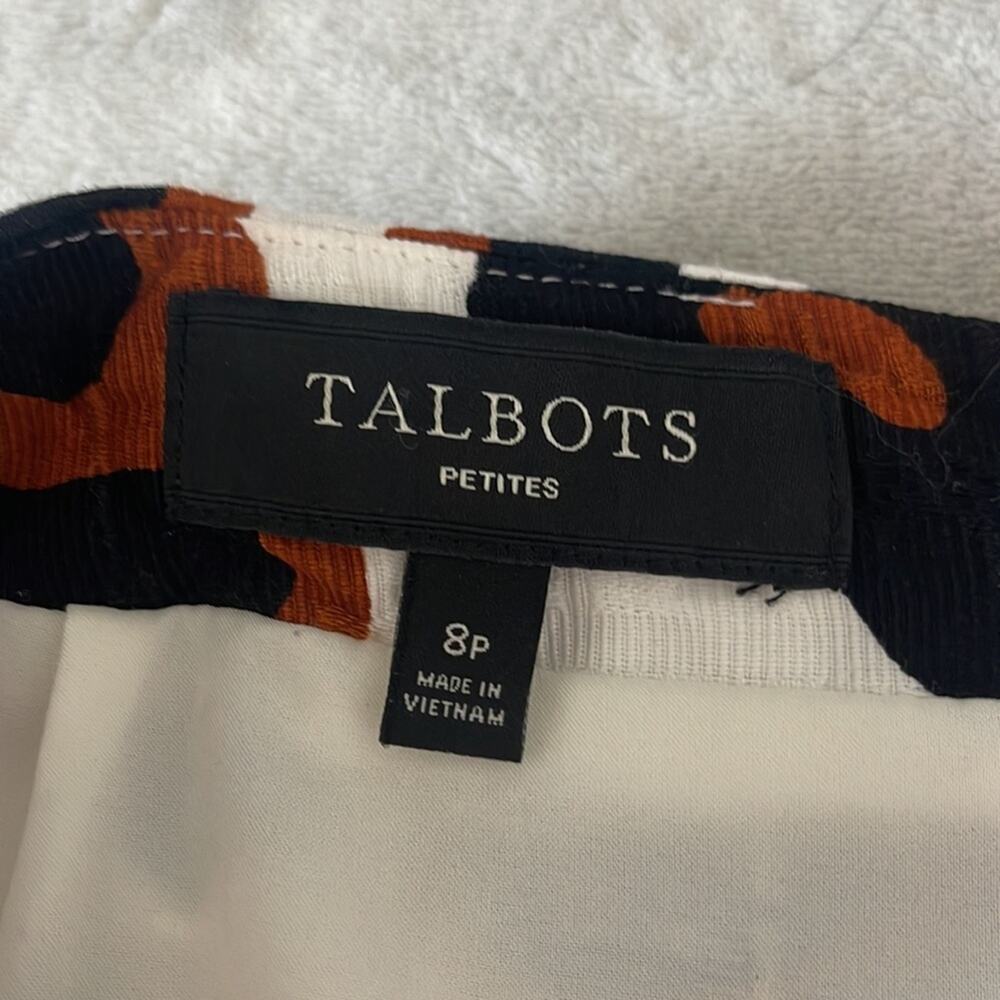 TALBOTS
PETITES
8P
MADE IN
VIETNAM